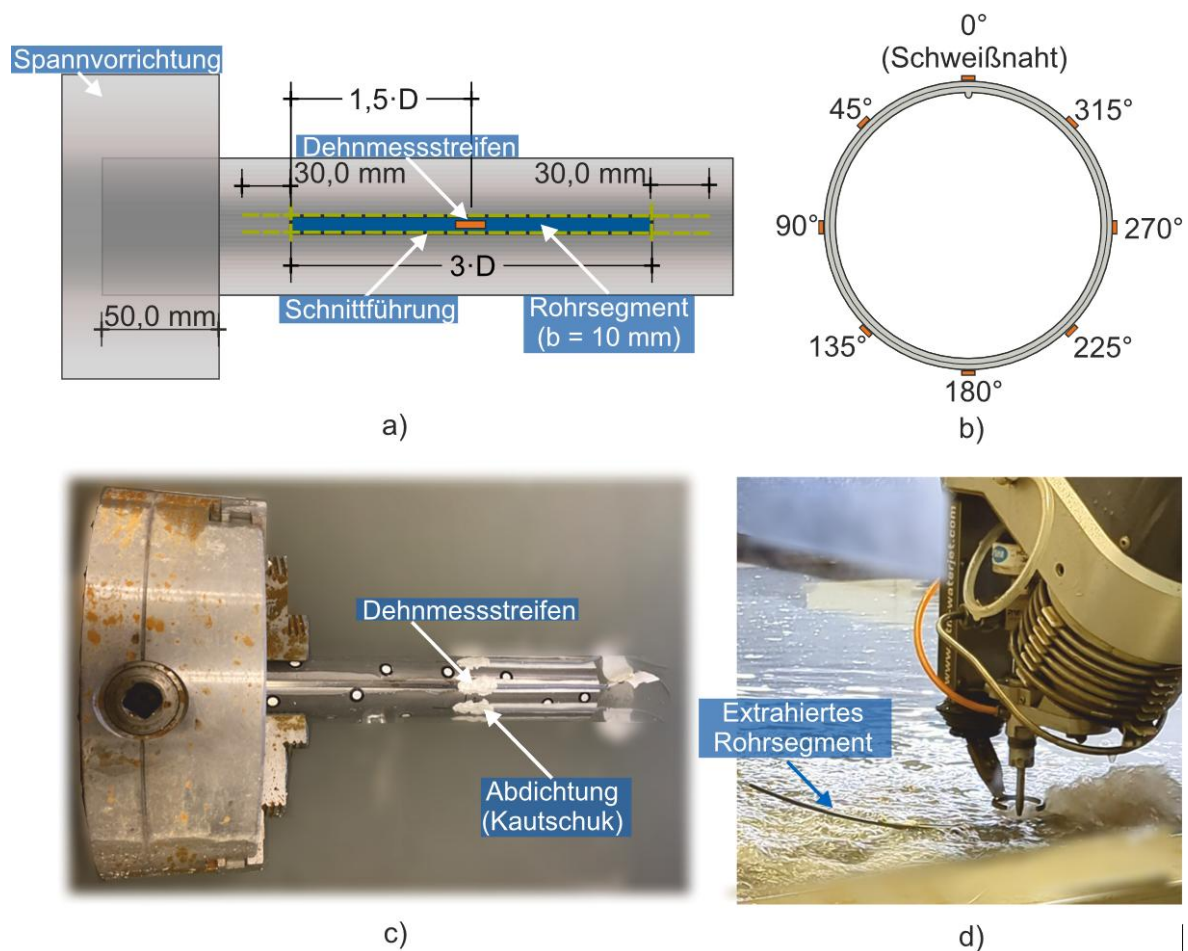 0°
(Schweißnaht)
Spannvorrichtung
1,5·D
45°
315°
Dehnmessstreifen
30,0 mm
30,0 mm
90°
270°
3·D
Schnittführung
Rohrsegment
(b = 10 mm)
50,0 mm
135°
225°
180°
a)
b)
Dehnmessstreifen
Abdichtung
(Kautschuk)
Extrahiertes
Rohrsegment
c)
d)